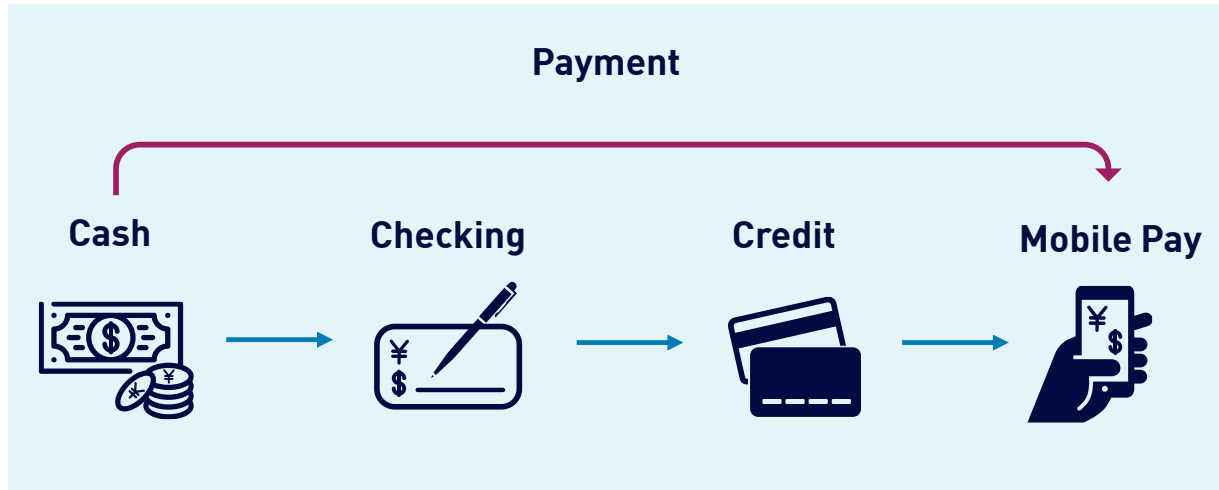 Payment
Cash
Checking
Credit
Mobile Pay
$
¥
¥
¥
$
¥
$